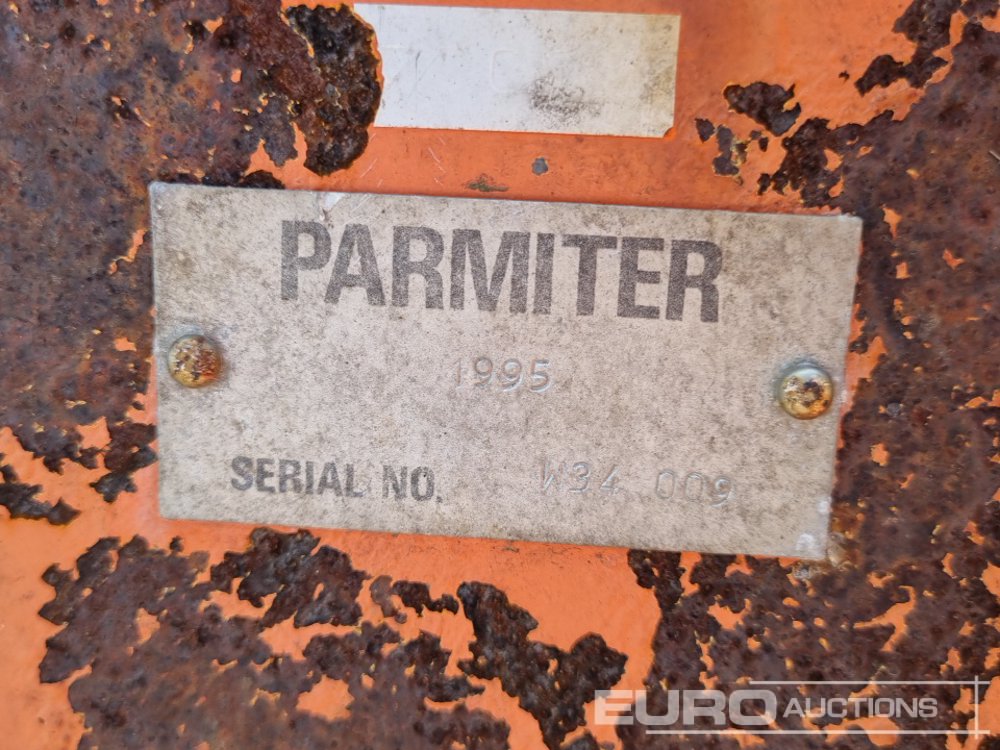 PARMITER
1995
SERIAL NO. W34 009
EURO AUCTIONS